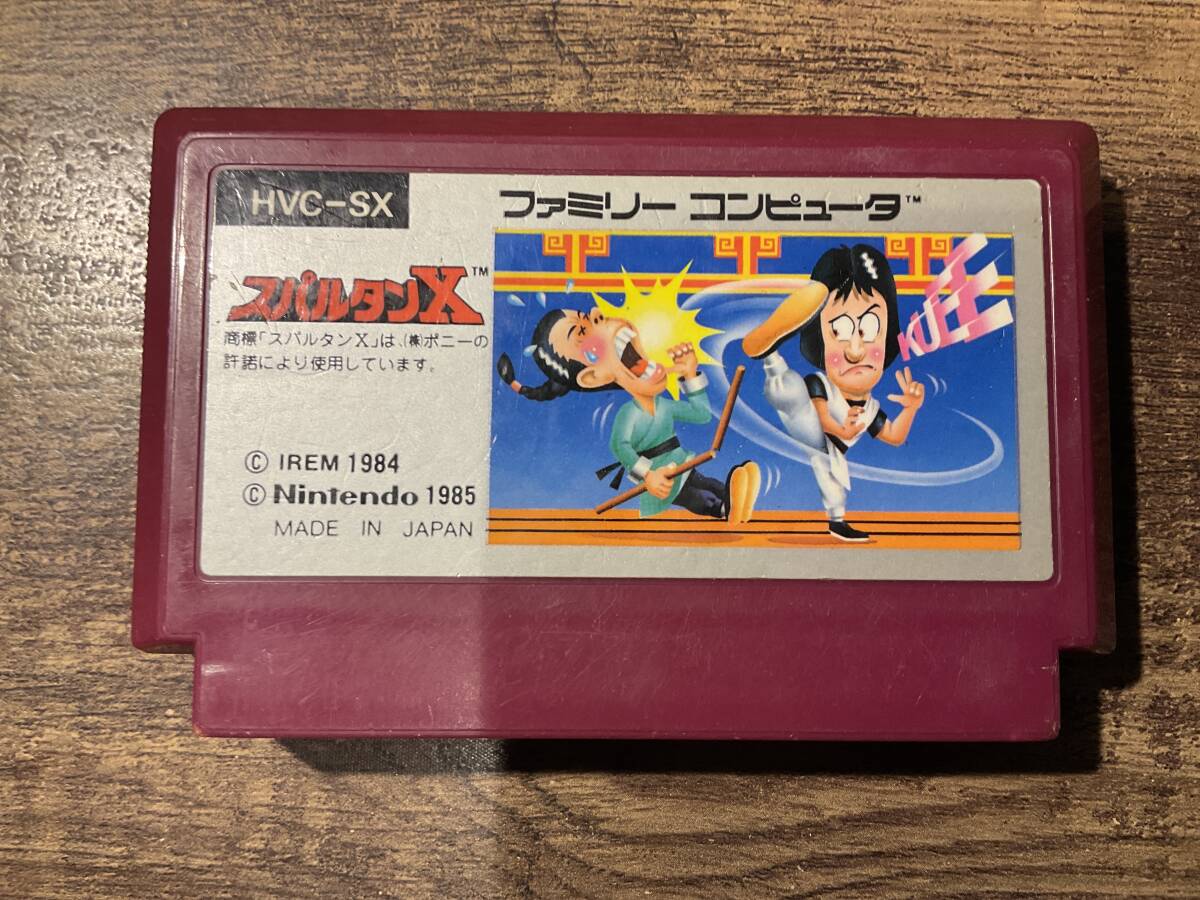 HVC-SX
ファミリー コンピュータ™
スパルタンX™
商標「スパルタンX」は、(株)ポニーの
許諾により使用しています。
© IREM 1984
© Nintendo 1985
MADE IN JAPAN